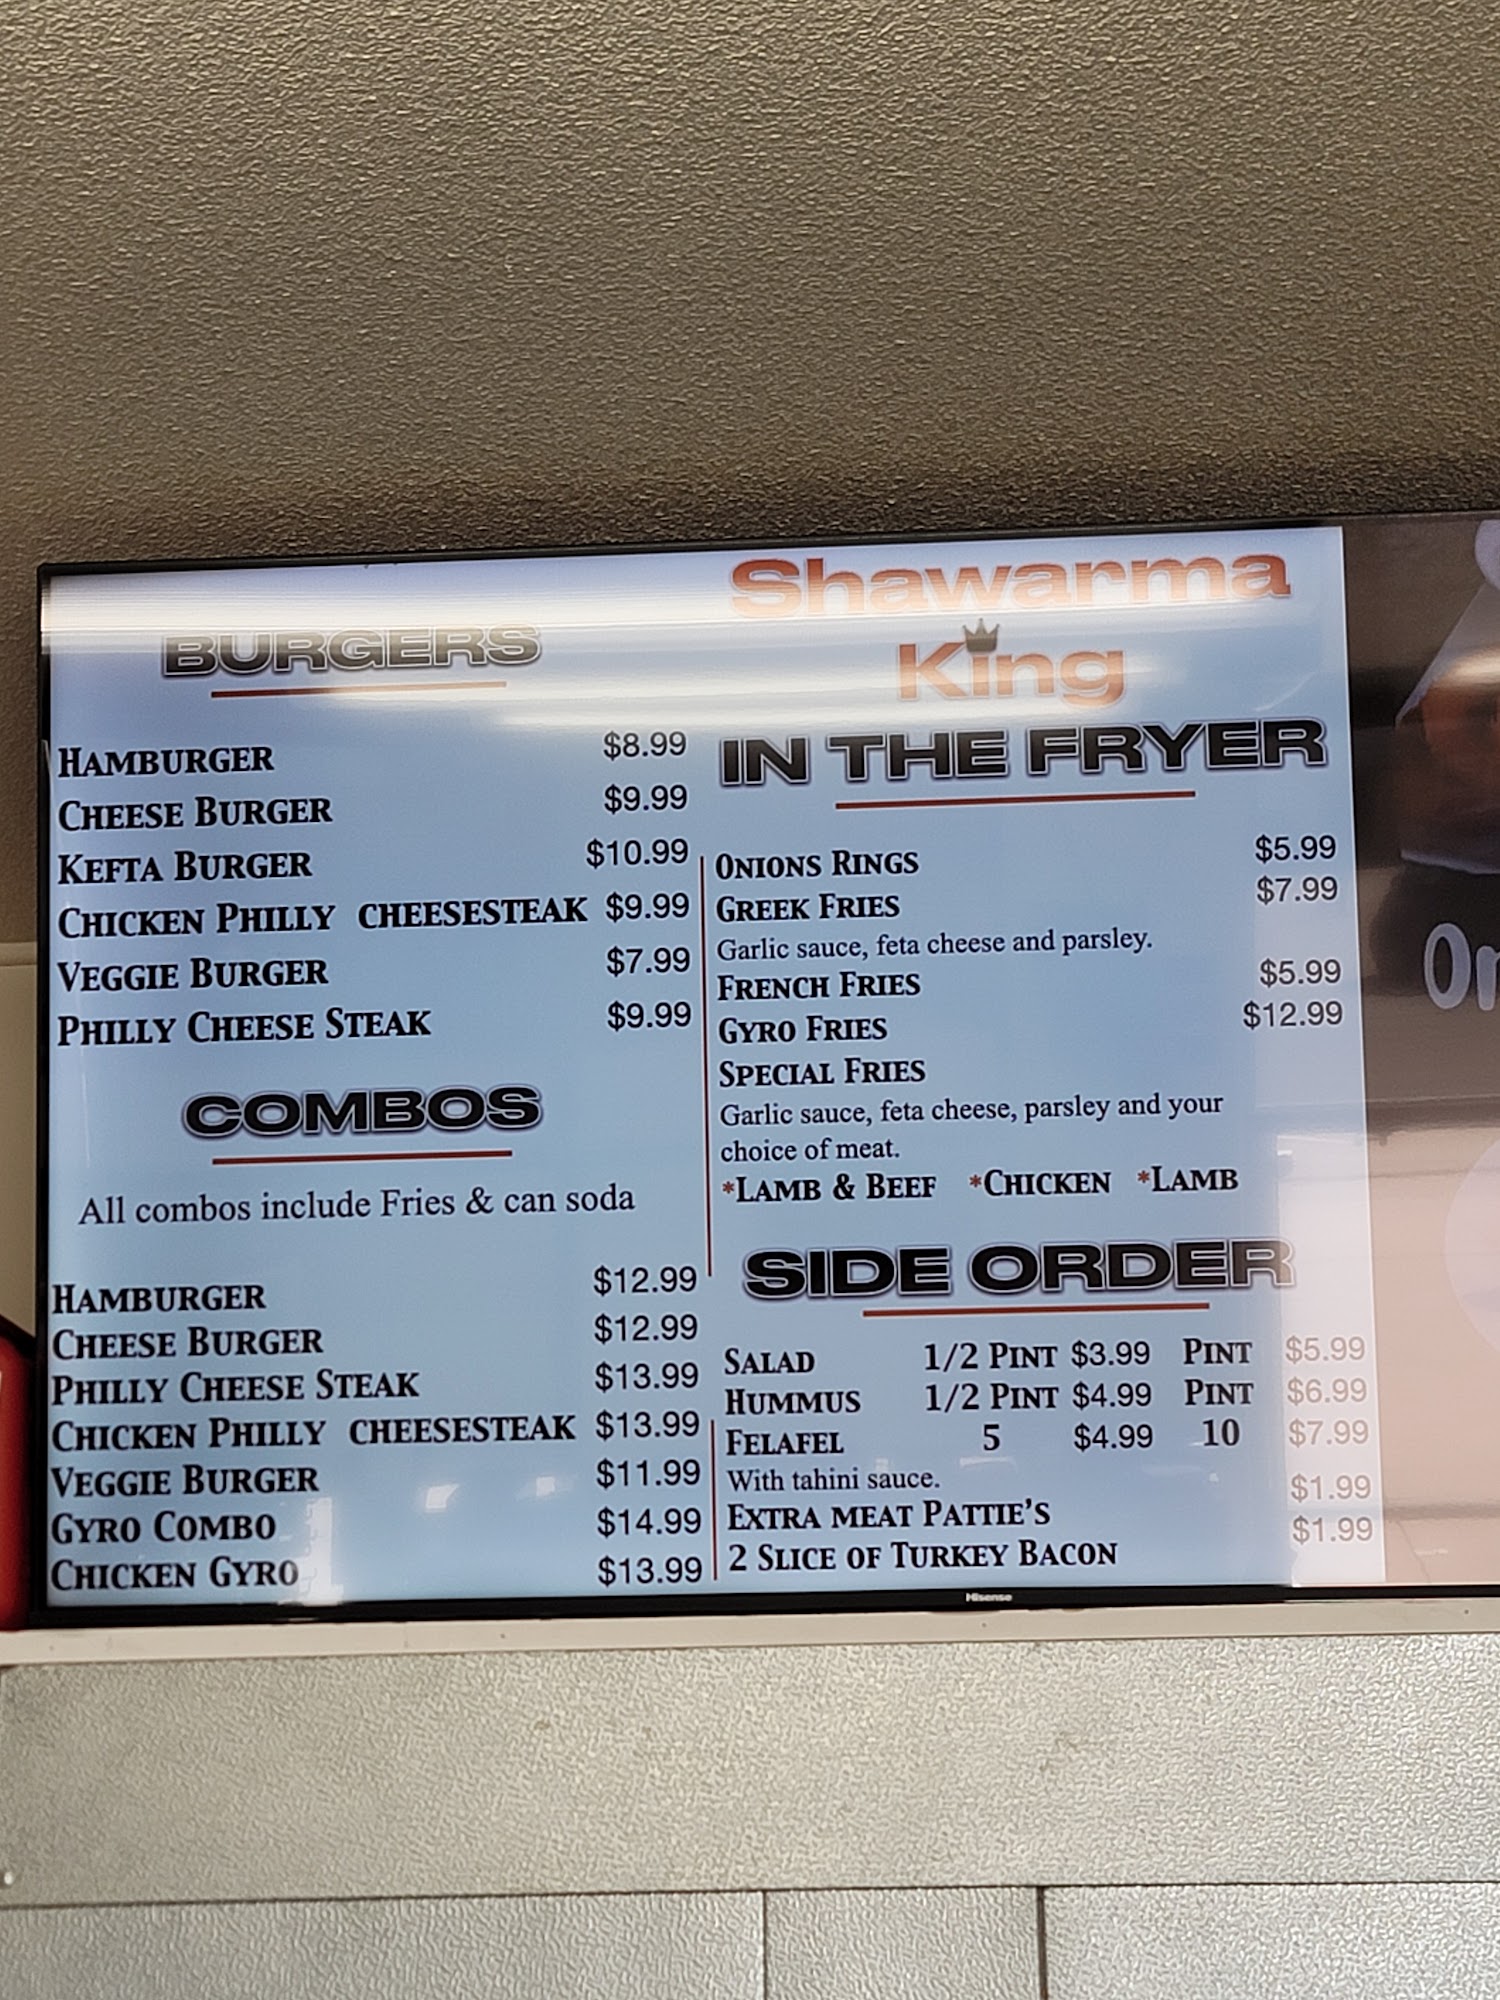 BURGERS
HAMBURGER $8.99
CHEESE BURGER $9.99
KEFTA BURGER $10.99
CHICKEN PHILLY CHEESESTEAK $9.99
VEGGIE BURGER $7.99
PHILLY CHEESE STEAK $9.99
COMBOS
All combos include Fries & can soda
HAMBURGER $12.99
CHEESE BURGER $12.99
PHILLY CHEESE STEAK $13.99
CHICKEN PHILLY CHEESESTEAK $13.99
VEGGIE BURGER $11.99
GYRO COMBO $14.99
CHICKEN GYRO $13.99
Shawarma
King
IN THE FRYER
ONIONS RINGS $5.99
GREEK FRIES $7.99
Garlic sauce, feta cheese and parsley.
FRENCH FRIES $5.99
GYRO FRIES $12.99
SPECIAL FRIES
Garlic sauce, feta cheese, parsley and your
choice of meat.
*LAMB & BEEF *CHICKEN *LAMB
SIDE ORDER
SALAD 1/2 PINT $3.99 PINT $5.99
HUMMUS 1/2 PINT $4.99 PINT $6.99
FELAFEL 5 $4.99 10 $7.99
With tahini sauce.
EXTRA MEAT PATTIE'S $1.99
2 SLICE OF TURKEY BACON $1.99
Hisense